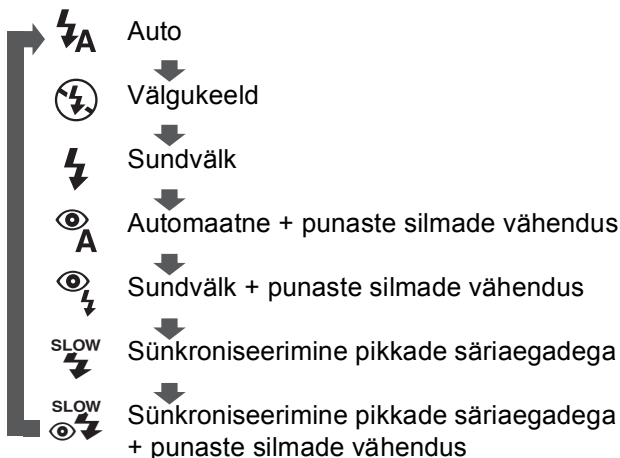 A Auto
Välgukeeld
Sundvälk
A Automaatne + punaste silmade vähendus
Sundvälk + punaste silmade vähendus
SLOW Sünkroniseerimine pikkade säriaegadega
SLOW Sünkroniseerimine pikkade säriaegadega
+ punaste silmade vähendus